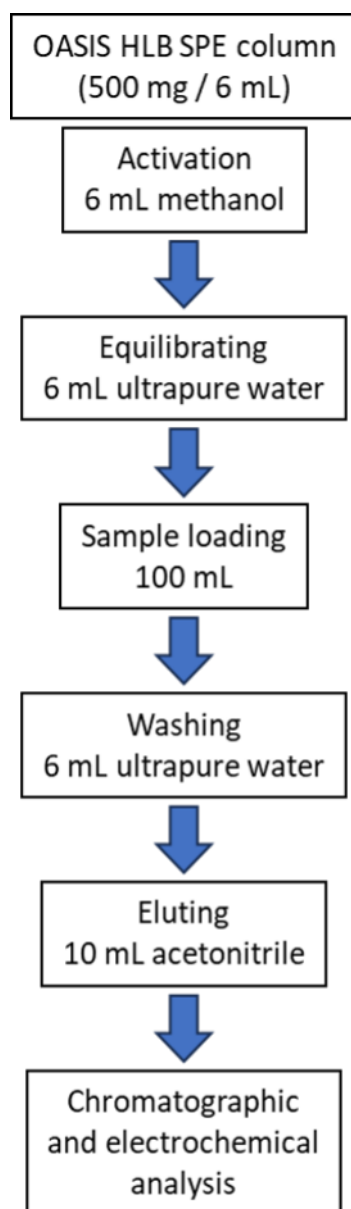 OASIS HLB SPE column
(500 mg / 6 mL)
Activation
6 mL methanol
Equilibrating
6 mL ultrapure water
Sample loading
100 mL
Washing
6 mL ultrapure water
Eluting
10 mL acetonitrile
Chromatographic
and electrochemical
analysis